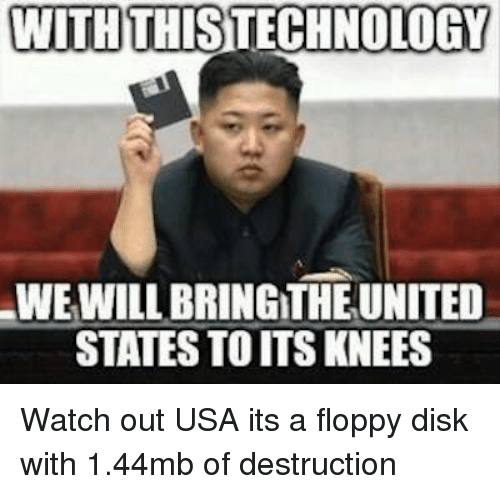 WITH THIS TECHNOLOGY
WE WILL BRING THE UNITED
STATES TO ITS KNEES
Watch out USA its a floppy disk
with 1.44mb of destruction